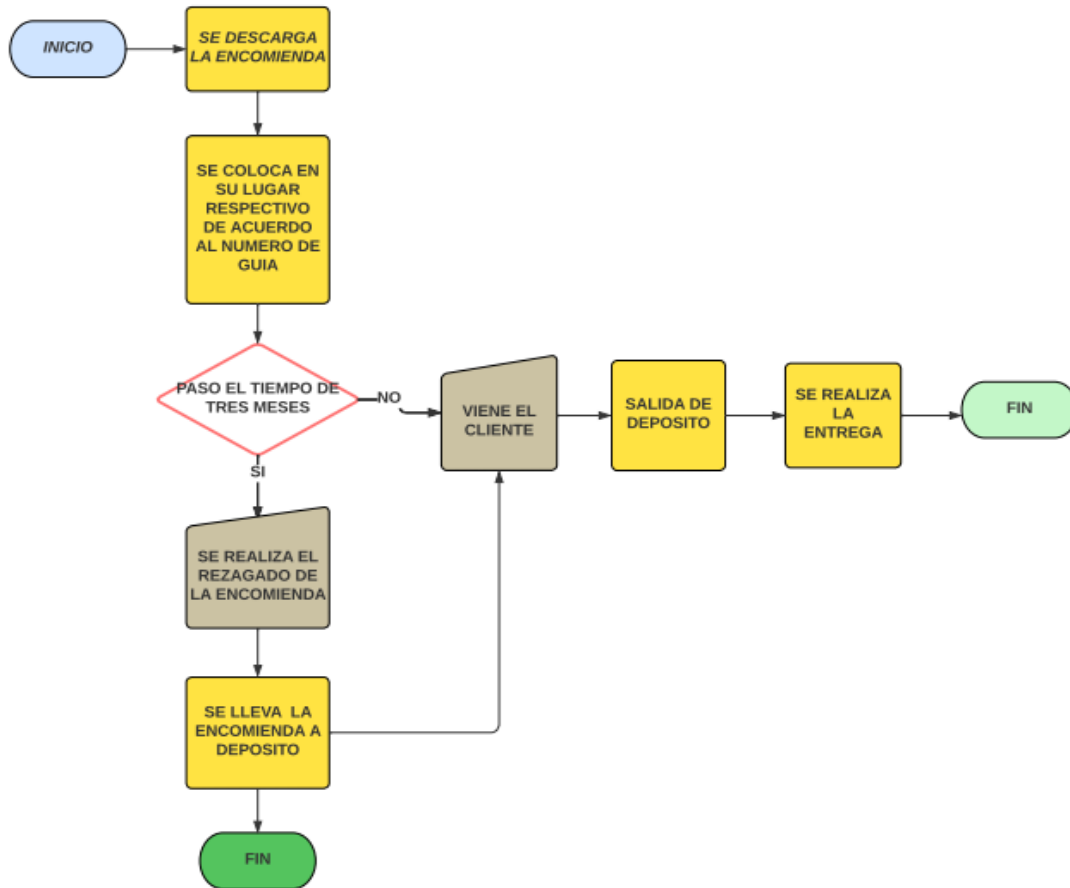 INICIO
SE DESCARGA
LA ENCOMIENDA
SE COLOCA EN
SU LUGAR
RESPECTIVO
DE ACUERDO
AL NUMERO DE
GUIA
PASO EL TIEMPO DE
TRES MESES
NO
VIENE EL
CLIENTE
SALIDA DE
DEPOSITO
SE REALIZA
LA
ENTREGA
FIN
SI
SE REALIZA EL
REZAGADO DE
LA ENCOMIENDA
SE LLEVA LA
ENCOMIENDA A
DEPOSITO
FIN